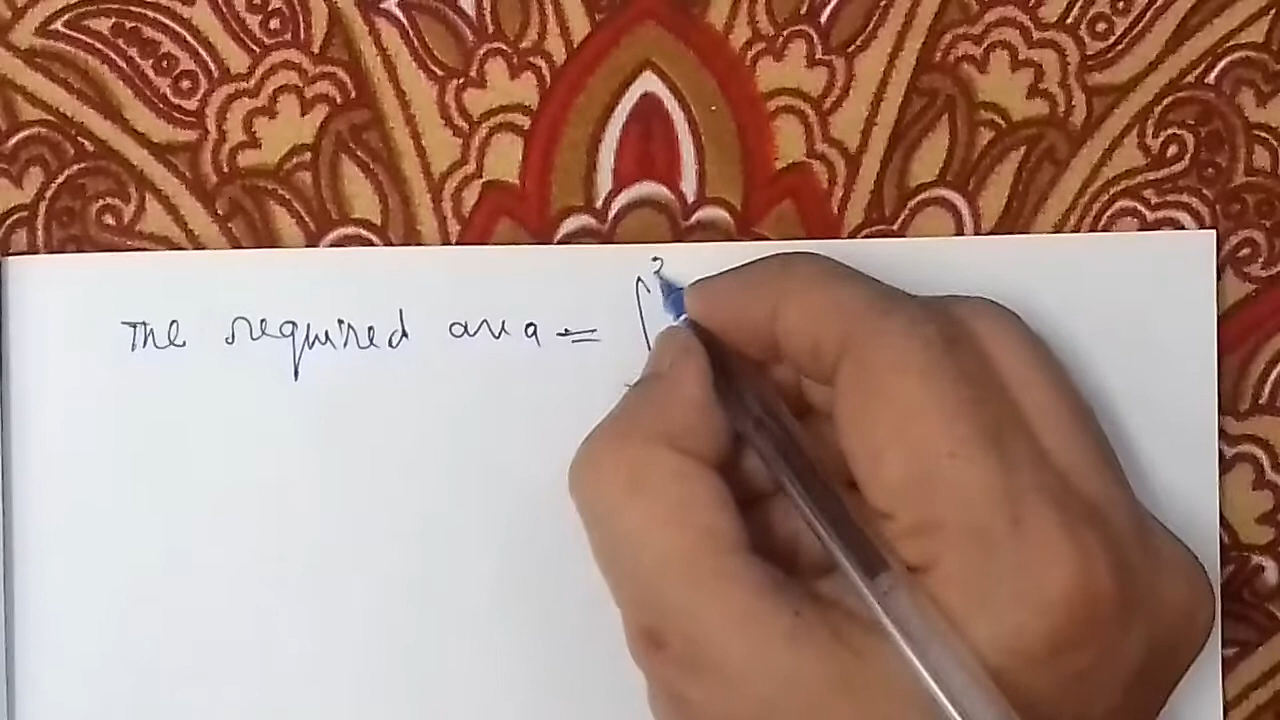 The required area = ∫